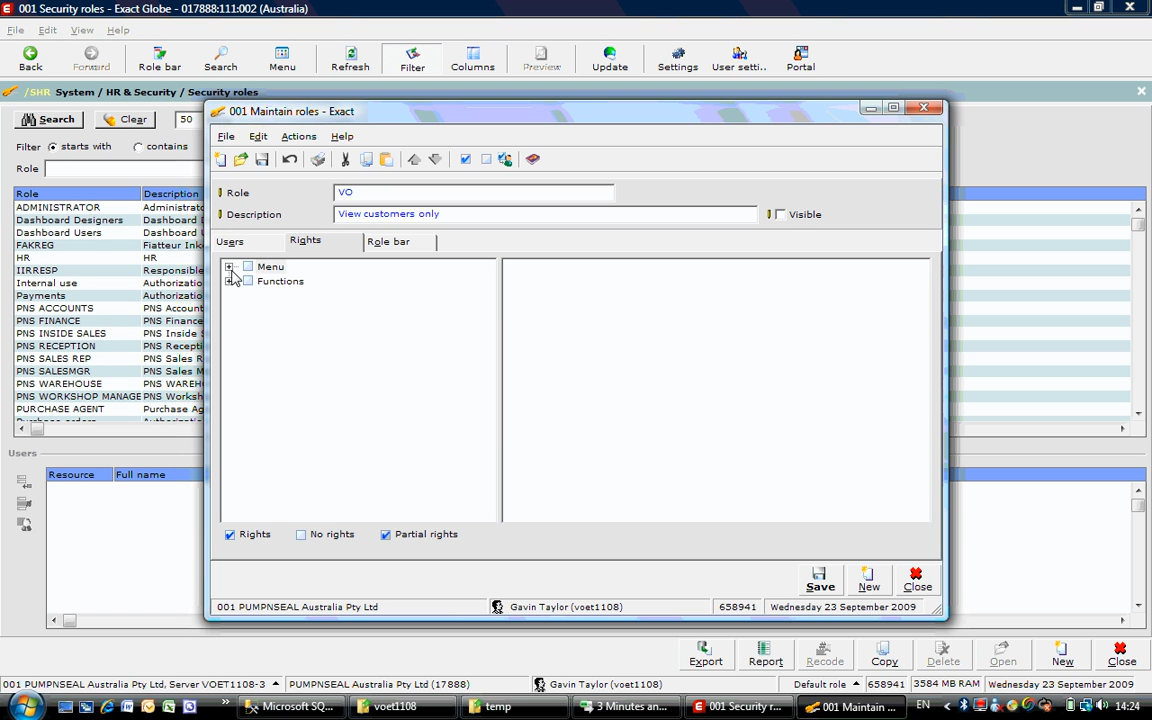 001 Security roles - Exact Globe - 017888:111:002 (Australia)
File Edit View Help
Back Forward Role bar Search Menu Refresh Filter Columns Preview Update Settings User setti.. Portal
/SHR System / HR & Security / Security roles
Search Clear 50
Filter starts with contains
Role
Role Description
ADMINISTRATOR Administrato
Dashboard Designers Dashboard D
Dashboard Users Dashboard U
FAKREG Fiatteur Ink
HR HR
IIRRESP Responsible
Internal use Authorizatio
Payments Authorizatio
PNS ACCOUNTS PNS Account
PNS FINANCE PNS Finance
PNS INSIDE SALES PNS Inside S
PNS RECEPTION PNS Recepti
PNS SALES REP PNS Sales R
PNS SALESMGR PNS Sales M
PNS WAREHOUSE PNS WAREH
PNS WORKSHOP MANAGE PNS Worksh
PURCHASE AGENT Purchase Ag
Users
Resource Full name
001 Maintain roles - Exact
File Edit Actions Help
Role VO
Description View customers only Visible
Users Rights Role bar
Menu
Functions
Rights No rights Partial rights
Save New Close
001 PUMPNSEAL Australia Pty Ltd Gavin Taylor (voet1108) 658941 Wednesday 23 September 2009
Export Report Recode Copy Delete Open New Close
001 PUMPNSEAL Australia Pty Ltd, Server VOET1108-3 PUMPNSEAL Australia Pty Ltd (17888) Gavin Taylor (voet1108) Default role 658941 3584 MB RAM Wednesday 23 September 2009
Microsoft SQ... voet1108 temp 3 Minutes an... 001 Security r... 001 Maintain ... EN 14:24